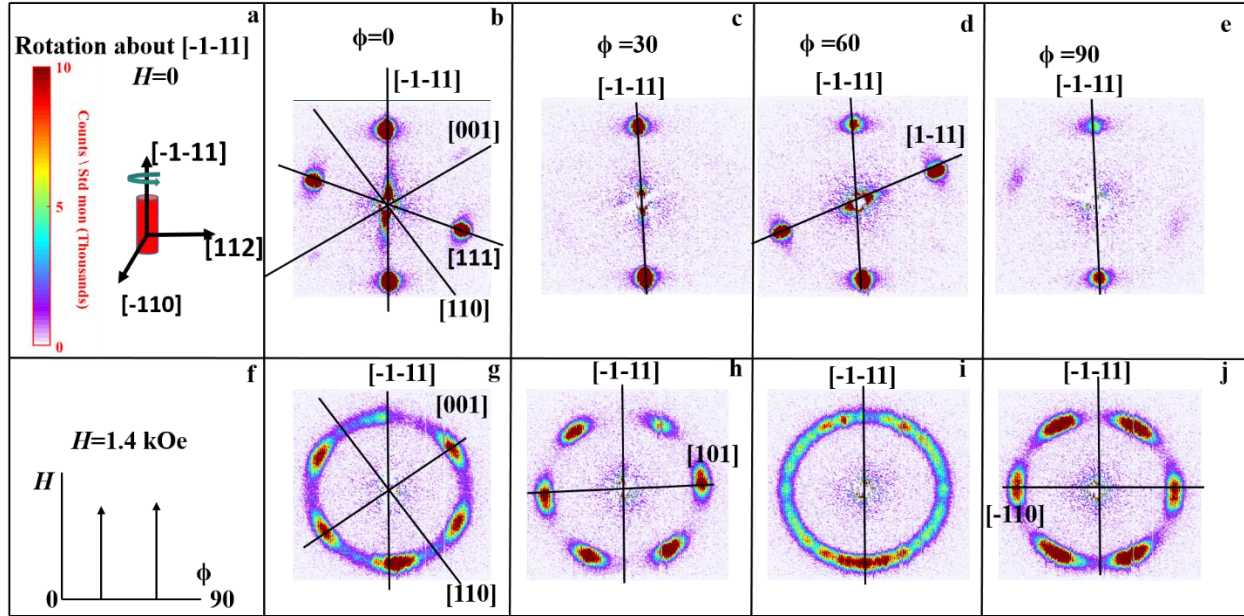 a
Rotation about [-1-11]
H=0
10
5
0
Counts \ Std mon (Thousands)
[-1-11]
[112]
[-110]
b
ϕ=0
[-1-11]
[001]
[111]
[110]
c
ϕ =30
[-1-11]
d
ϕ =60
[-1-11]
[1-11]
e
ϕ =90
[-1-11]
f
H=1.4 kOe
H
ϕ
0
90
g
[-1-11]
[001]
[110]
h
[-1-11]
[101]
i
[-1-11]
j
[-1-11]
[-110]